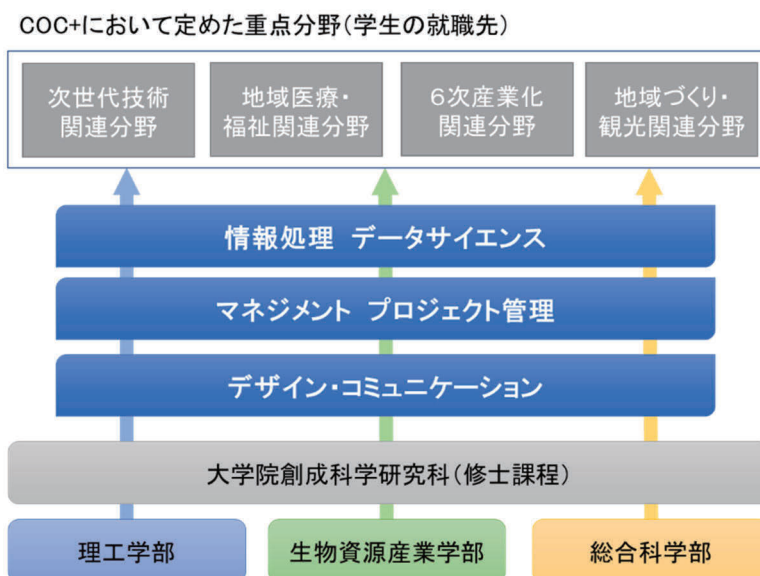 COC+において定めた重点分野(学生の就職先)
次世代技術
関連分野
地域医療・
福祉関連分野
6次産業化
関連分野
地域づくり・
観光関連分野
情報処理 データサイエンス
マネジメント プロジェクト管理
デザイン・コミュニケーション
大学院創成科学研究科(修士課程)
理工学部
生物資源産業学部
総合科学部